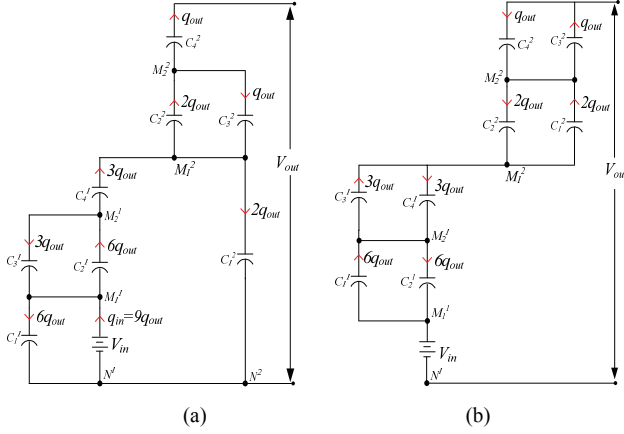 q_out
C_4^2
M_2^2
2q_out
q_out
C_2^2
C_3^2
3q_out
M_1^2
V_out
C_4^1
2q_out
M_2^1
3q_out
6q_out
C_3^1
C_2^1
C_1^2
M_1^1
6q_out
q_in=9q_out
C_1^1
V_in
N^1
N^2
(a)
q_out
q_out
C_4^2
C_3^2
M_2^2
2q_out
2q_out
C_2^2
C_1^2
M_1^2
V_out
3q_out
3q_out
C_3^1
C_4^1
M_2^1
6q_out
6q_out
C_1^1
C_2^1
M_1^1
V_in
N^1
(b)